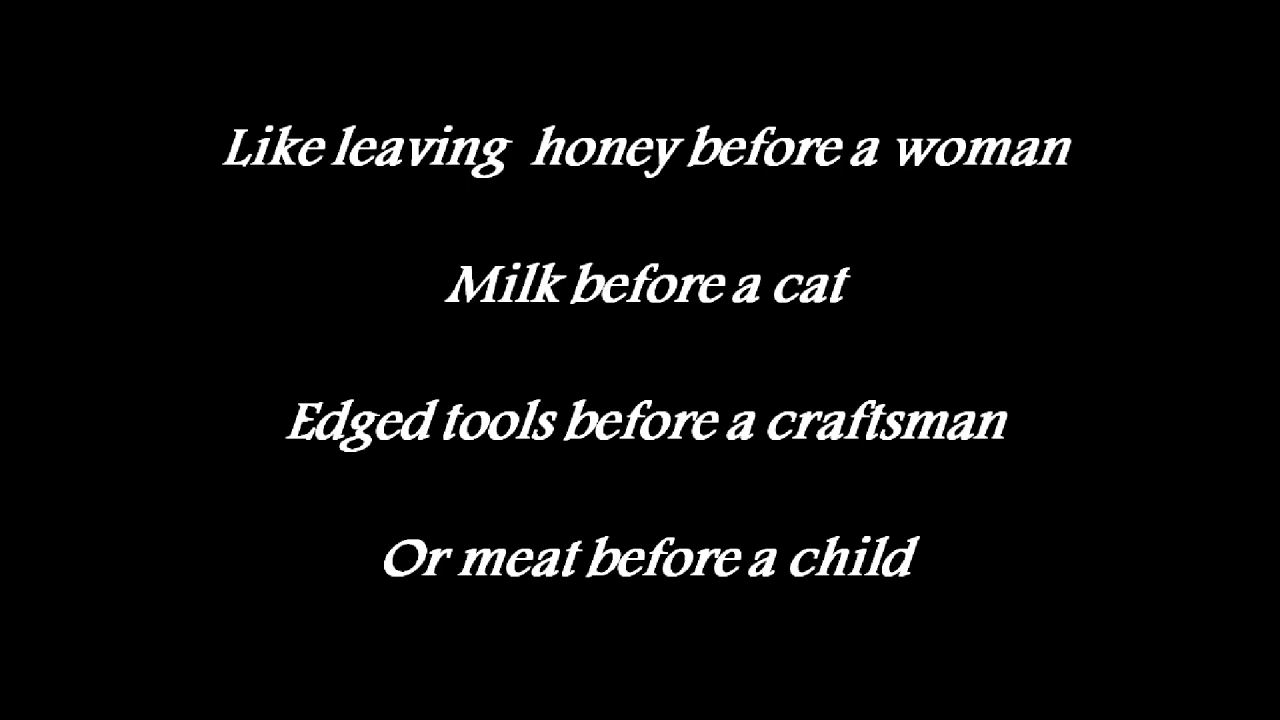 Like leaving  honey before a woman
Milk before a cat
Edged tools before a craftsman
Or meat before a child